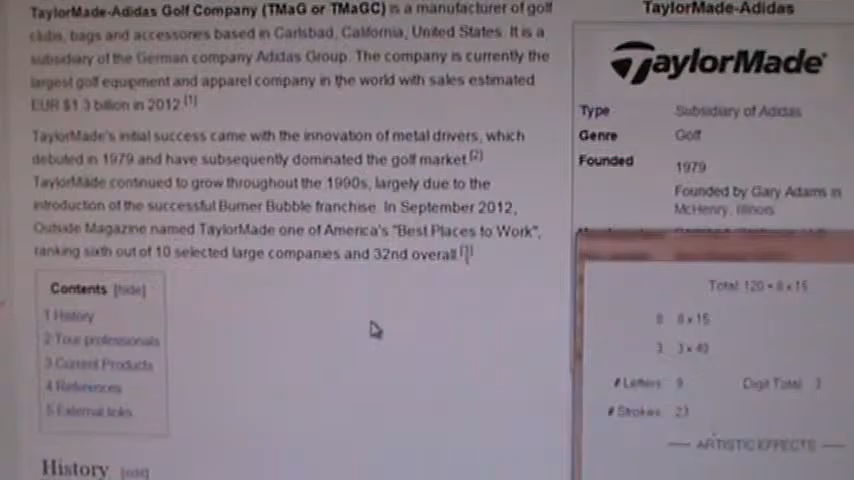 TaylorMade-Adidas Golf Company (TMaG or TMaGC) is a manufacturer of golf
clubs, bags and accessories based in Carlsbad, California, United States. It is a
subsidiary of the German company Adidas Group. The company is currently the
largest golf equipment and apparel company in the world with sales estimated
EUR $1.3 billion in 2012.[1]
TaylorMade's initial success came with the innovation of metal drivers, which
debuted in 1979 and have subsequently dominated the golf market.[2]
TaylorMade continued to grow throughout the 1990s, largely due to the
introduction of the successful Burner Bubble franchise. In September 2012,
Outside Magazine named TaylorMade one of America's "Best Places to Work",
ranking sixth out of 10 selected large companies and 32nd overall.
Contents [hide]
1 History
2 Tour professionals
3 Current Products
4 References
5 External links
History [edit]
TaylorMade-Adidas
TaylorMade
Type Subsidiary of Adidas
Genre Golf
Founded 1979
Founded by Gary Adams in
McHenry, Illinois
Total: 120 = 8 x 15
8 8 x 15
3 3 x 40
# Letters: 9 Digit Total: 3
# Strokes: 23
ARTISTIC EFFECTS